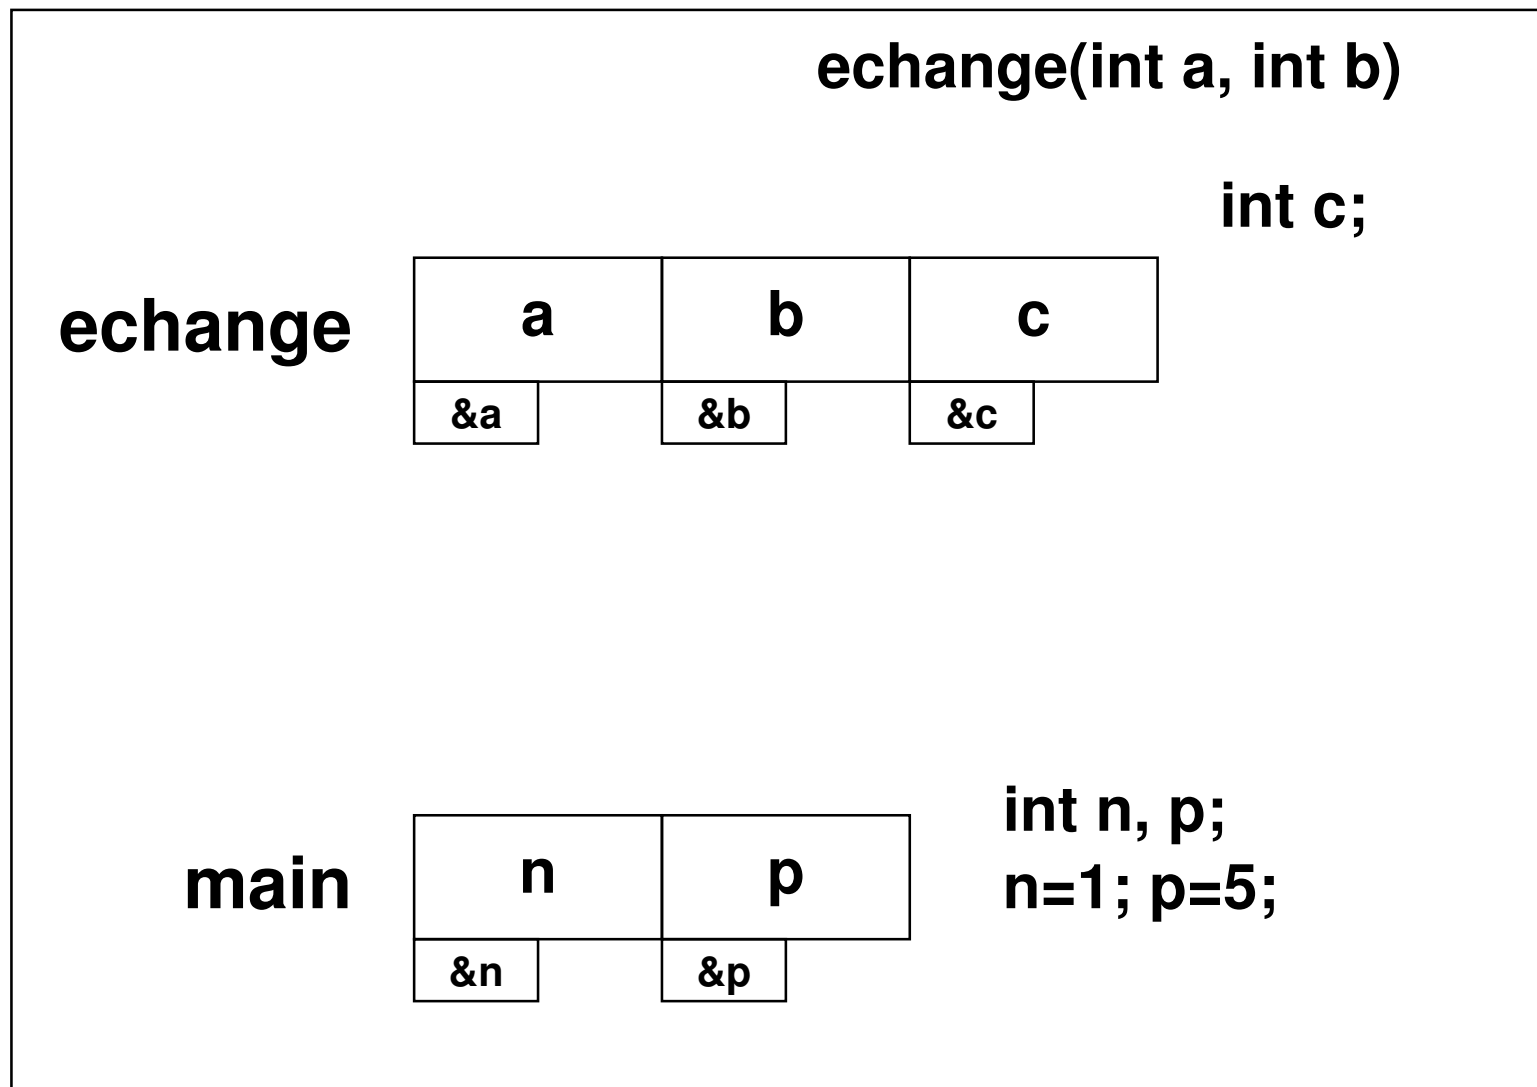 echange(int a, int b)
int c;
echange
a
b
c
&a
&b
&c
int n, p;
n=1; p=5;
main
n
p
&n
&p